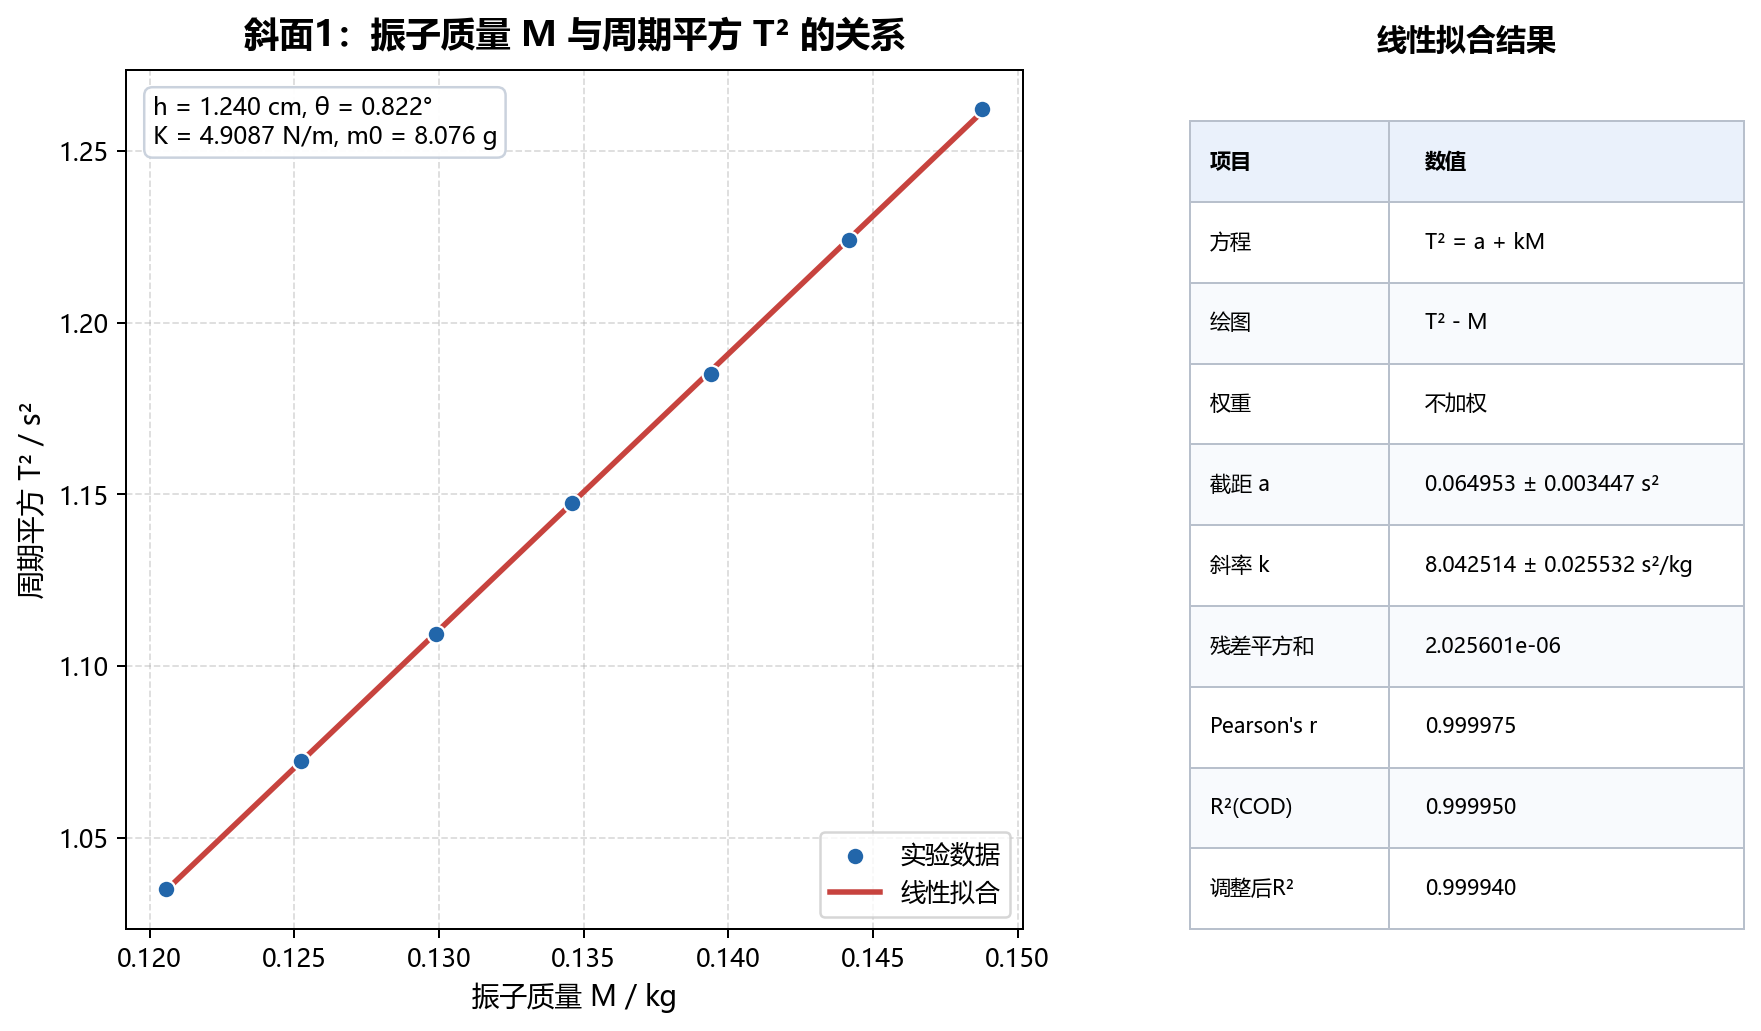 斜面1：振子质量 M 与周期平方 T² 的关系
h = 1.240 cm, θ = 0.822°
K = 4.9087 N/m, m0 = 8.076 g
周期平方 T² / s²
1.25
1.20
1.15
1.10
1.05
0.120 0.125 0.130 0.135 0.140 0.145 0.150
振子质量 M / kg
实验数据
线性拟合
线性拟合结果
项目 数值
方程 T² = a + kM
绘图 T² - M
权重 不加权
截距 a 0.064953 ± 0.003447 s²
斜率 k 8.042514 ± 0.025532 s²/kg
残差平方和 2.025601e-06
Pearson's r 0.999975
R²(COD) 0.999950
调整后R² 0.999940